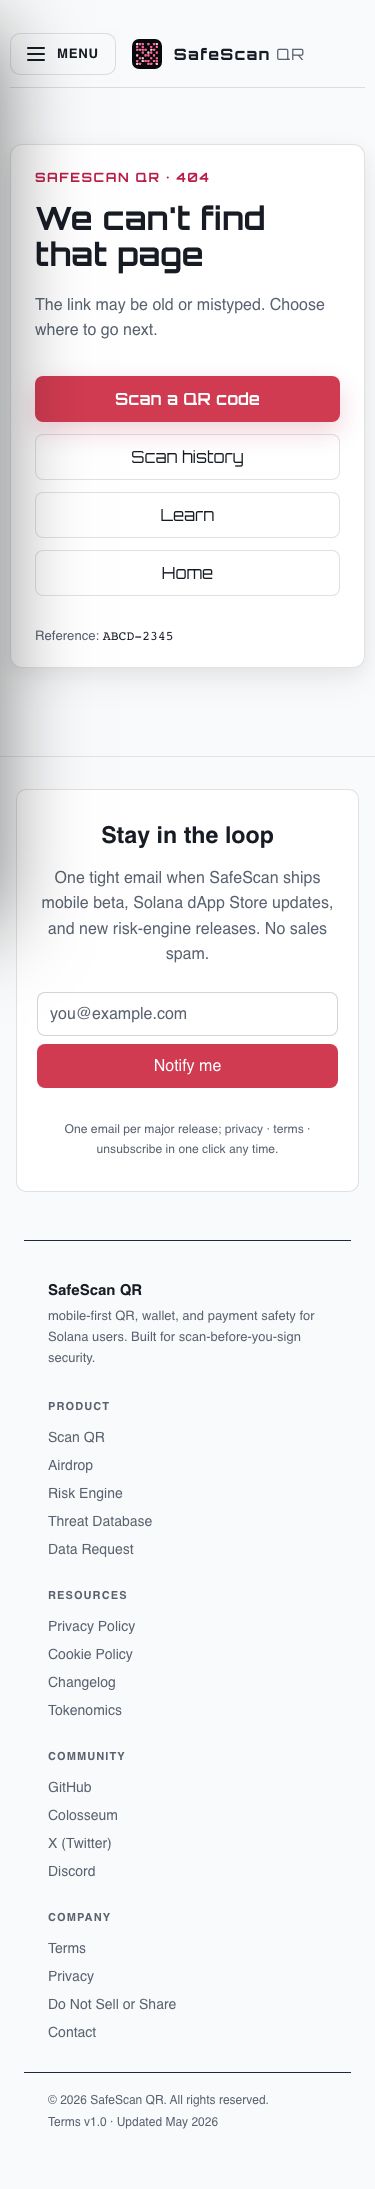 MENU
SafeScan QR
SAFESCAN QR · 404
We can't find
that page
The link may be old or mistyped. Choose
where to go next.
Scan a QR code
Scan history
Learn
Home
Reference: ABCD-2345
Stay in the loop
One tight email when SafeScan ships
mobile beta, Solana dApp Store updates,
and new risk-engine releases. No sales
spam.
you@example.com
Notify me
One email per major release; privacy · terms ·
unsubscribe in one click any time.
SafeScan QR
mobile-first QR, wallet, and payment safety for
Solana users. Built for scan-before-you-sign
security.
PRODUCT
Scan QR
Airdrop
Risk Engine
Threat Database
Data Request
RESOURCES
Privacy Policy
Cookie Policy
Changelog
Tokenomics
COMMUNITY
GitHub
Colosseum
X (Twitter)
Discord
COMPANY
Terms
Privacy
Do Not Sell or Share
Contact
© 2026 SafeScan QR. All rights reserved.
Terms v1.0 · Updated May 2026